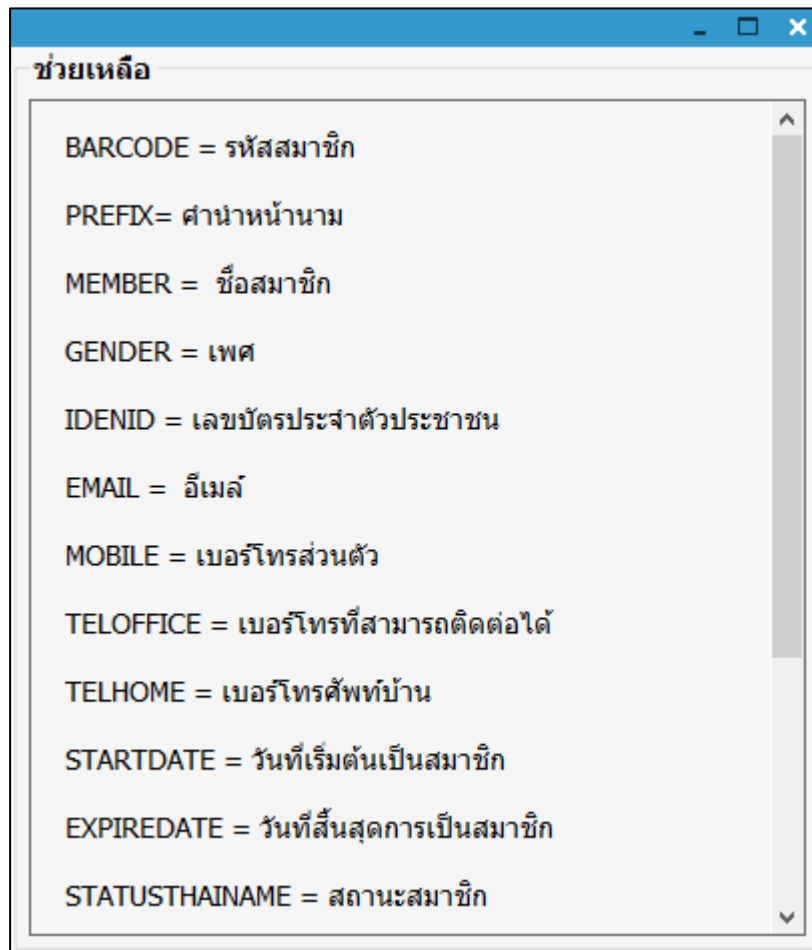 ช่วยเหลือ
BARCODE = รหัสสมาชิก
PREFIX= คำนำหน้านาม
MEMBER =  ชื่อสมาชิก
GENDER = เพศ
IDENID = เลขบัตรประจำตัวประชาชน
EMAIL =  อีเมล์
MOBILE = เบอร์โทรส่วนตัว
TELOFFICE = เบอร์โทรที่สามารถติดต่อได้
TELHOME = เบอร์โทรศัพท์บ้าน
STARTDATE = วันที่เริ่มต้นเป็นสมาชิก
EXPIREDATE = วันที่สิ้นสุดการเป็นสมาชิก
STATUSTHAINAME = สถานะสมาชิก